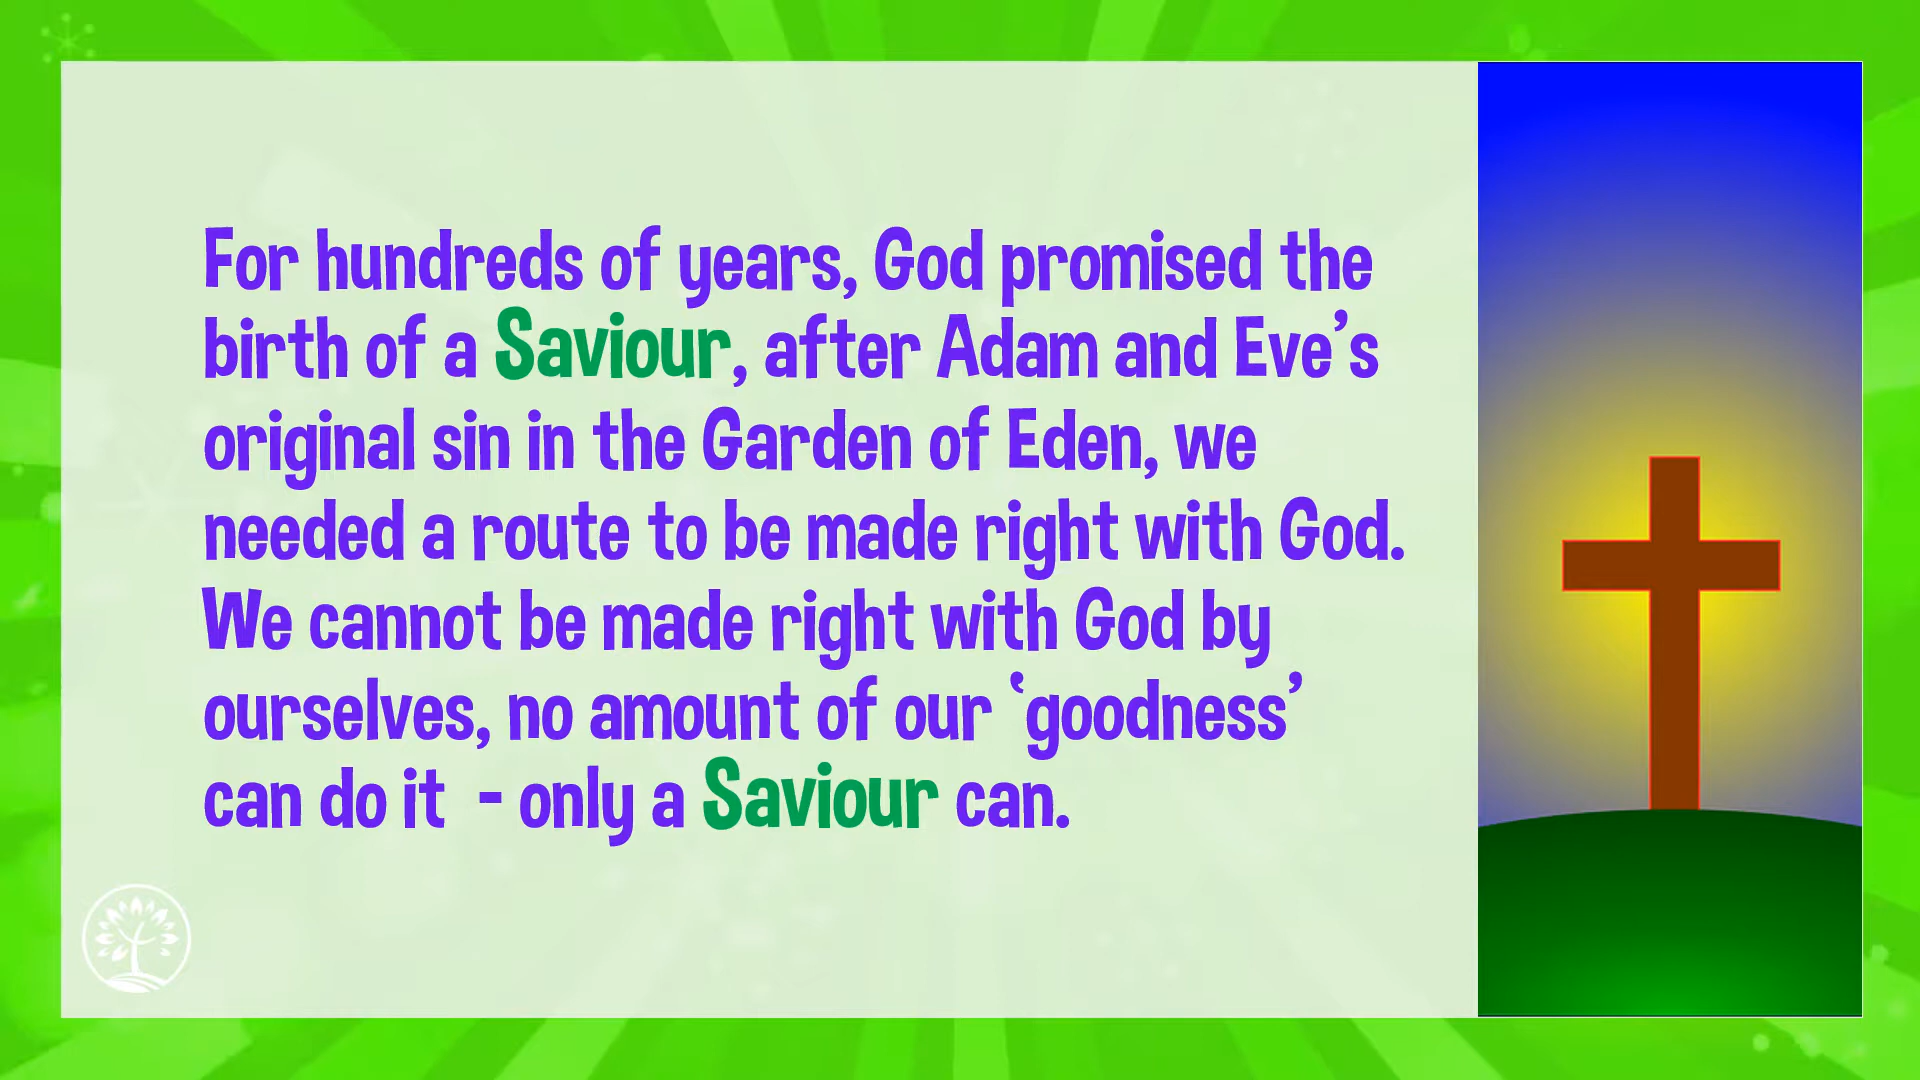 For hundreds of years, God promised the
birth of a Saviour, after Adam and Eve’s
original sin in the Garden of Eden, we
needed a route to be made right with God.
We cannot be made right with God by
ourselves, no amount of our ‘goodness’
can do it  - only a Saviour can.